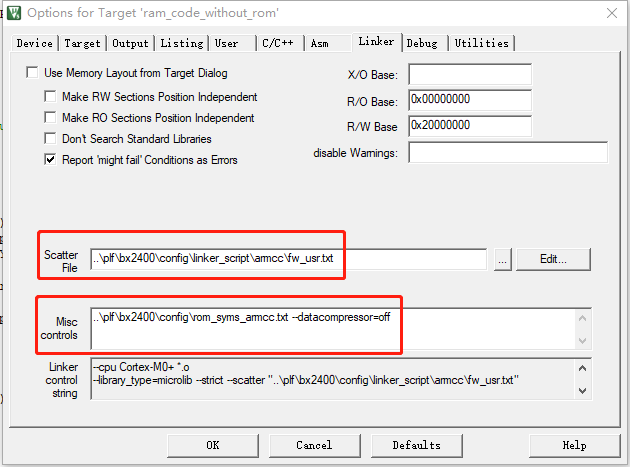 Options for Target 'ram_code_without_rom'
Device | Target | Output | Listing | User | C/C++ | Asm | Linker | Debug | Utilities
Use Memory Layout from Target Dialog
Make RW Sections Position Independent
Make RO Sections Position Independent
Don't Search Standard Libraries
Report 'might fail' Conditions as Errors
X/O Base:
R/O Base: 0x00000000
R/W Base 0x20000000
disable Warnings:
Scatter File
..\plf\bx2400\config\linker_script\armcc\fw_usr.txt
... Edit...
Misc controls
..\plf\bx2400\config\rom_syms_armcc.txt --datacompressor=off
Linker control string
--cpu Cortex-M0+ *.o
--library_type=microlib --strict --scatter "..\plf\bx2400\config\linker_script\armcc\fw_usr.txt"
OK Cancel Defaults Help